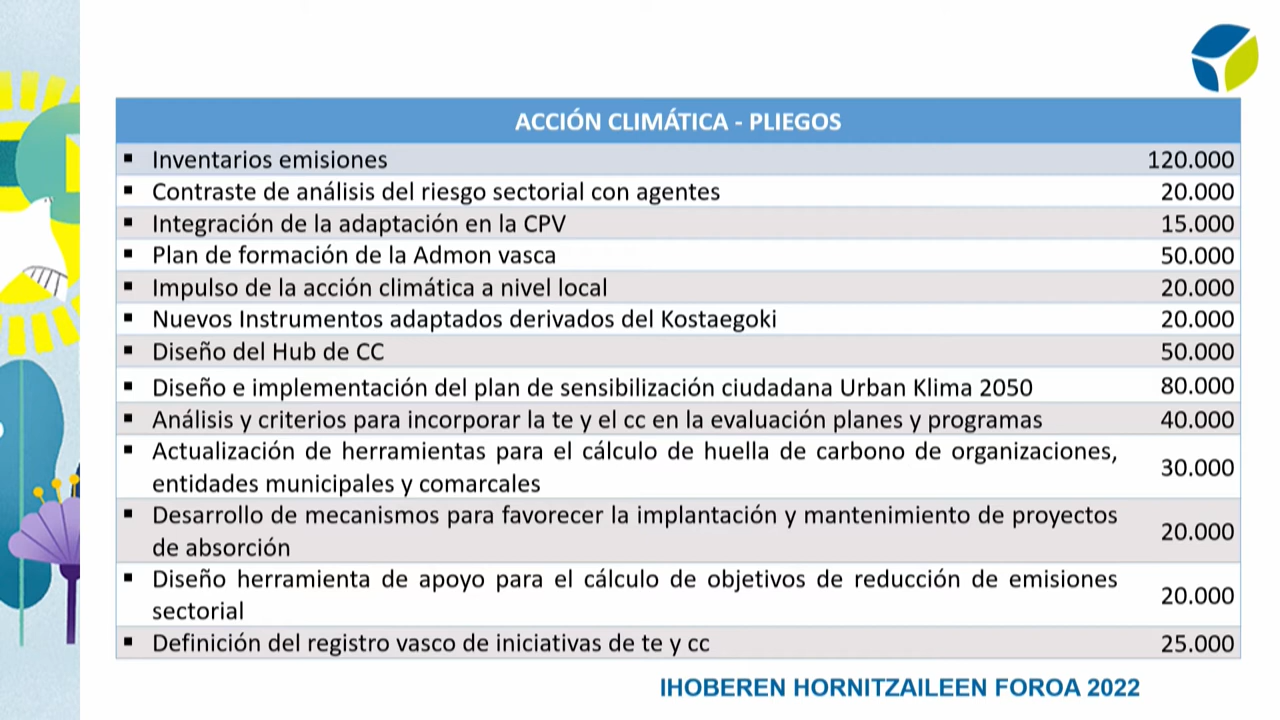 ACCIÓN CLIMÁTICA - PLIEGOS
▪ Inventarios emisiones 120.000
▪ Contraste de análisis del riesgo sectorial con agentes 20.000
▪ Integración de la adaptación en la CPV 15.000
▪ Plan de formación de la Admon vasca 50.000
▪ Impulso de la acción climática a nivel local 20.000
▪ Nuevos Instrumentos adaptados derivados del Kostaegoki 20.000
▪ Diseño del Hub de CC 50.000
▪ Diseño e implementación del plan de sensibilización ciudadana Urban Klima 2050 80.000
▪ Análisis y criterios para incorporar la te y el cc en la evaluación planes y programas 40.000
▪ Actualización de herramientas para el cálculo de huella de carbono de organizaciones,
entidades municipales y comarcales 30.000
▪ Desarrollo de mecanismos para favorecer la implantación y mantenimiento de proyectos
de absorción 20.000
▪ Diseño herramienta de apoyo para el cálculo de objetivos de reducción de emisiones
sectorial 20.000
▪ Definición del registro vasco de iniciativas de te y cc 25.000
IHOBEREN HORNITZAILEEN FOROA 2022